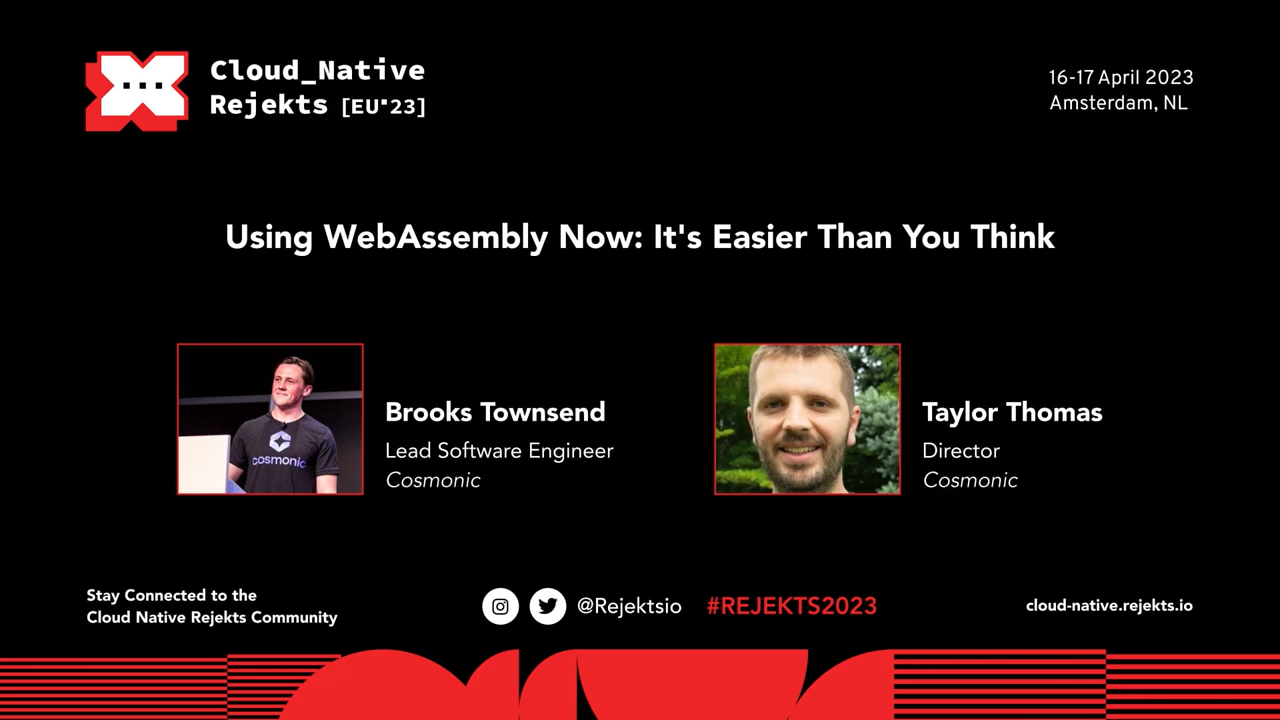 Cloud_Native
Rejekts [EU'23]
16-17 April 2023
Amsterdam, NL
Using WebAssembly Now: It's Easier Than You Think
cosmonic
Brooks Townsend
Lead Software Engineer
Cosmonic
Taylor Thomas
Director
Cosmonic
Stay Connected to the
Cloud Native Rejekts Community
@Rejektsio #REJEKTS2023
cloud-native.rejekts.io